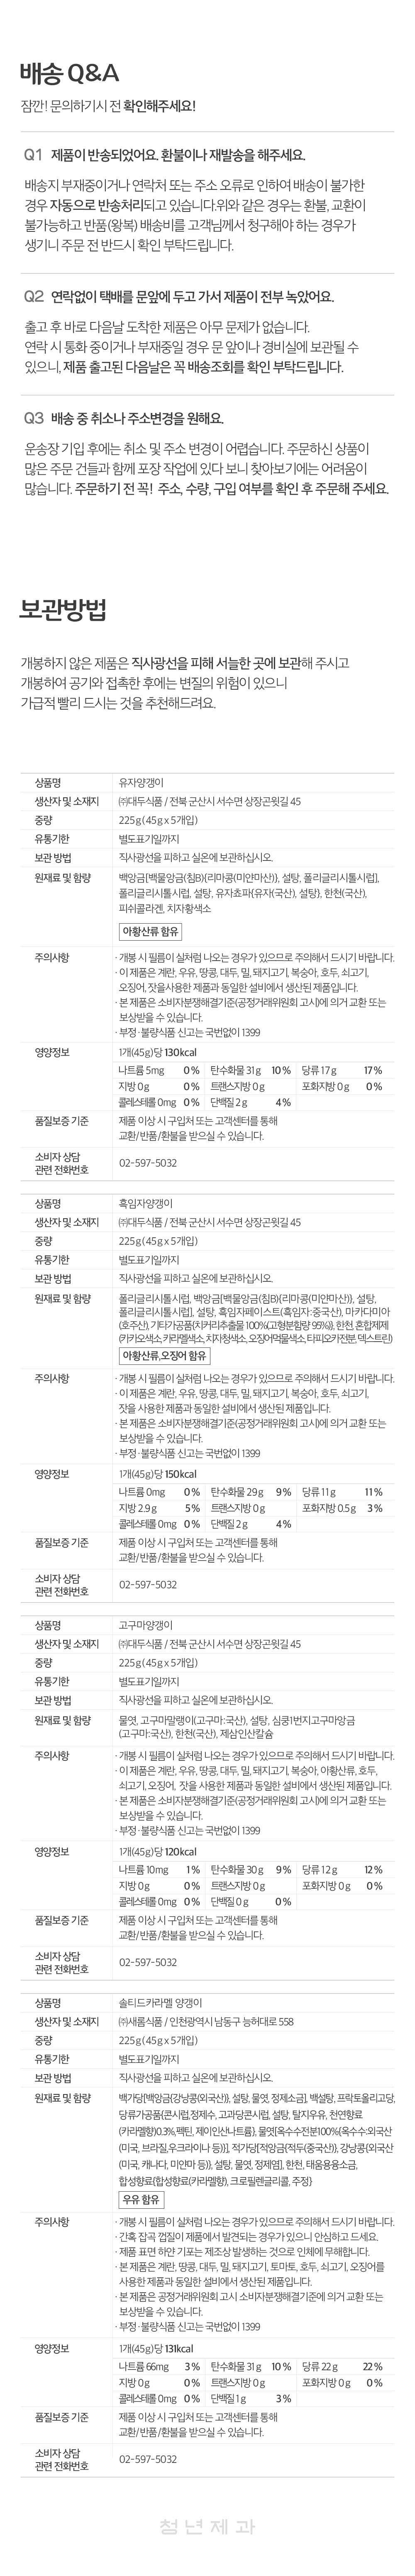 배송 Q&A
잠깐! 문의하기시 전 확인해주세요!
Q1 제품이 반송되었어요. 환불이나 재발송을 해주세요.
배송지 부재중이거나 연락처 또는 주소 오류로 인하여 배송이 불가한
경우 자동으로 반송처리되고 있습니다.위와 같은 경우는 환불, 교환이
불가능하고 반품(왕복) 배송비를 고객님께서 청구해야 하는 경우가
생기니 주문 전 반드시 확인 부탁드립니다.
Q2 연락없이 택배를 문앞에 두고 가서 제품이 전부 녹았어요.
출고 후 바로 다음날 도착한 제품은 아무 문제가 없습니다.
연락 시 통화 중이거나 부재중일 경우 문 앞이나 경비실에 보관될 수
있으니, 제품 출고된 다음날은 꼭 배송조회를 확인 부탁드립니다.
Q3 배송 중 취소나 주소변경을 원해요.
운송장 기입 후에는 취소 및 주소 변경이 어렵습니다. 주문하신 상품이
많은 주문 건들과 함께 포장 작업에 있다 보니 찾아보기에는 어려움이
많습니다. 주문하기 전 꼭! 주소, 수량, 구입 여부를 확인 후 주문해 주세요.
보관방법
개봉하지 않은 제품은 직사광선을 피해 서늘한 곳에 보관해 주시고
개봉하여 공기와 접촉한 후에는 변질의 위험이 있으니
가급적 빨리 드시는 것을 추천해드려요.
상품명 유자양갱이
생산자 및 소재지 ㈜대두식품 / 전북 군산시 서수면 상장곤윗길 45
중량 225g(45g x 5개입)
유통기한 별도표기일까지
보관 방법 직사광선을 피하고 실온에 보관하십시오.
원재료 및 함량 백앙금[백물앙금(침B){리마콩(미얀마산)}, 설탕, 폴리글리시톨시럽],
폴리글리시톨시럽, 설탕, 유자쵸파{유자(국산), 설탕}, 한천(국산),
피쉬콜라겐, 치자황색소
아황산류 함유
주의사항 · 개봉 시 필름이 실처럼 나오는 경우가 있으므로 주의해서 드시기 바랍니다.
· 이 제품은 계란, 우유, 땅콩, 대두, 밀, 돼지고기, 복숭아, 호두, 쇠고기,
오징어, 잣을사용한 제품과 동일한 설비에서 생산된 제품입니다.
· 본 제품은 소비자분쟁해결기준(공정거래위원회 고시)에 의거 교환 또는
보상받을 수 있습니다.
· 부정·불량식품 신고는 국번없이 1399
영양정보 1개(45g)당 130kcal
나트륨 5mg 0% 탄수화물 31g 10% 당류 17g 17%
지방 0g 0% 트랜스지방 0g 포화지방 0g 0%
콜레스테롤 0mg 0% 단백질 2g 4%
품질보증 기준 제품 이상 시 구입처 또는 고객센터를 통해
교환/반품/환불을 받으실 수 있습니다.
소비자 상담
관련 전화번호 02-597-5032
상품명 흑임자양갱이
생산자 및 소재지 ㈜대두식품 / 전북 군산시 서수면 상장곤윗길 45
중량 225g(45g x 5개입)
유통기한 별도표기일까지
보관 방법 직사광선을 피하고 실온에 보관하십시오.
원재료 및 함량 폴리글리시톨시럽, 백앙금[백물앙금(침B){리마콩(미얀마산)}, 설탕,
폴리글리시톨시럽], 설탕, 흑임자페이스트(흑임자:중국산), 마카다미아
(호주산), 기타가공품(치커리추출물 100%(고형분함량 95%)), 한천, 혼합제제
(카카오색소, 카라멜색소, 치자청색소, 오징어먹물색소, 타피오카전분, 덱스트린)
아황산류,오징어 함유
주의사항 · 개봉 시 필름이 실처럼 나오는 경우가 있으므로 주의해서 드시기 바랍니다.
· 이 제품은 계란, 우유, 땅콩, 대두, 밀, 돼지고기, 복숭아, 호두, 쇠고기,
잣을 사용한 제품과 동일한 설비에서 생산된 제품입니다.
· 본 제품은 소비자분쟁해결기준(공정거래위원회 고시)에 의거 교환 또는
보상받을 수 있습니다.
· 부정·불량식품 신고는 국번없이 1399
영양정보 1개(45g)당 150kcal
나트륨 0mg 0% 탄수화물 29g 9% 당류 11g 11%
지방 2.9g 5% 트랜스지방 0g 포화지방 0.5g 3%
콜레스테롤 0mg 0% 단백질 2g 4%
품질보증 기준 제품 이상 시 구입처 또는 고객센터를 통해
교환/반품/환불을 받으실 수 있습니다.
소비자 상담
관련 전화번호 02-597-5032
상품명 고구마양갱이
생산자 및 소재지 ㈜대두식품 / 전북 군산시 서수면 상장곤윗길 45
중량 225g(45g x 5개입)
유통기한 별도표기일까지
보관 방법 직사광선을 피하고 실온에 보관하십시오.
원재료 및 함량 물엿, 고구마말랭이(고구마:국산), 설탕, 심쿵1번지고구마앙금
(고구마:국산), 한천(국산), 제삼인산칼슘
주의사항 · 개봉 시 필름이 실처럼 나오는 경우가 있으므로 주의해서 드시기 바랍니다.
· 이 제품은 계란, 우유, 땅콩, 대두, 밀, 돼지고기, 복숭아, 아황산류, 호두,
쇠고기, 오징어, 잣을 사용한 제품과 동일한 설비에서 생산된 제품입니다.
· 본 제품은 소비자분쟁해결기준(공정거래위원회 고시)에 의거 교환 또는
보상받을 수 있습니다.
· 부정·불량식품 신고는 국번없이 1399
영양정보 1개(45g)당 120kcal
나트륨 10mg 1% 탄수화물 30g 9% 당류 12g 12%
지방 0g 0% 트랜스지방 0g 포화지방 0g 0%
콜레스테롤 0mg 0% 단백질 0g 0%
품질보증 기준 제품 이상 시 구입처 또는 고객센터를 통해
교환/반품/환불을 받으실 수 있습니다.
소비자 상담
관련 전화번호 02-597-5032
상품명 솔티드카라멜 양갱이
생산자 및 소재지 ㈜새롬식품 / 인천광역시 남동구 능허대로 558
중량 225g(45g x 5개입)
유통기한 별도표기일까지
보관 방법 직사광선을 피하고 실온에 보관하십시오.
원재료 및 함량 백가당[백앙금{강낭콩(외국산)}, 설탕, 물엿, 정제소금], 백설탕, 프락토올리고당,
당류가공품{콘시럽,정제수, 고과당콘시럽, 설탕, 탈지우유, 천연향료
(카라멜향)0.3%,펙틴, 제이인산나트륨}, 물엿[옥수수전분100%{옥수수:외국산
(미국, 브라질,우크라이나 등)}], 적가당[적앙금{적두(중국산)}, 강낭콩{외국산
(미국, 캐나다, 미얀마 등)}, 설탕, 물엿, 정제염], 한천, 태움용융소금,
합성향료{합성향료(카라멜향), 크로필렌글리콜, 주정}
우유 함유
주의사항 · 개봉 시 필름이 실처럼 나오는 경우가 있으므로 주의해서 드시기 바랍니다.
· 간혹 잡곡 껍질이 제품에서 발견되는 경우가 있으니 안심하고 드세요.
· 제품 표면 하얀 기포는 제조상 발생하는 것으로 인체에 무해합니다.
· 본 제품은 계란, 땅콩, 대두, 밀, 돼지고기, 토마토, 호두, 쇠고기, 오징어를
사용한 제품과 동일한 설비에서 생산된 제품입니다.
· 본 제품은 공정거래위원회 고시 소비자분쟁해결기준에 의거 교환 또는
보상받을 수 있습니다.
· 부정·불량식품 신고는 국번없이 1399
영양정보 1개(45g)당 131kcal
나트륨 66mg 3% 탄수화물 31g 10% 당류 22g 22%
지방 0g 0% 트랜스지방 0g 포화지방 0g 0%
콜레스테롤 0mg 0% 단백질 1g 3%
품질보증 기준 제품 이상 시 구입처 또는 고객센터를 통해
교환/반품/환불을 받으실 수 있습니다.
소비자 상담
관련 전화번호 02-597-5032
청년제과